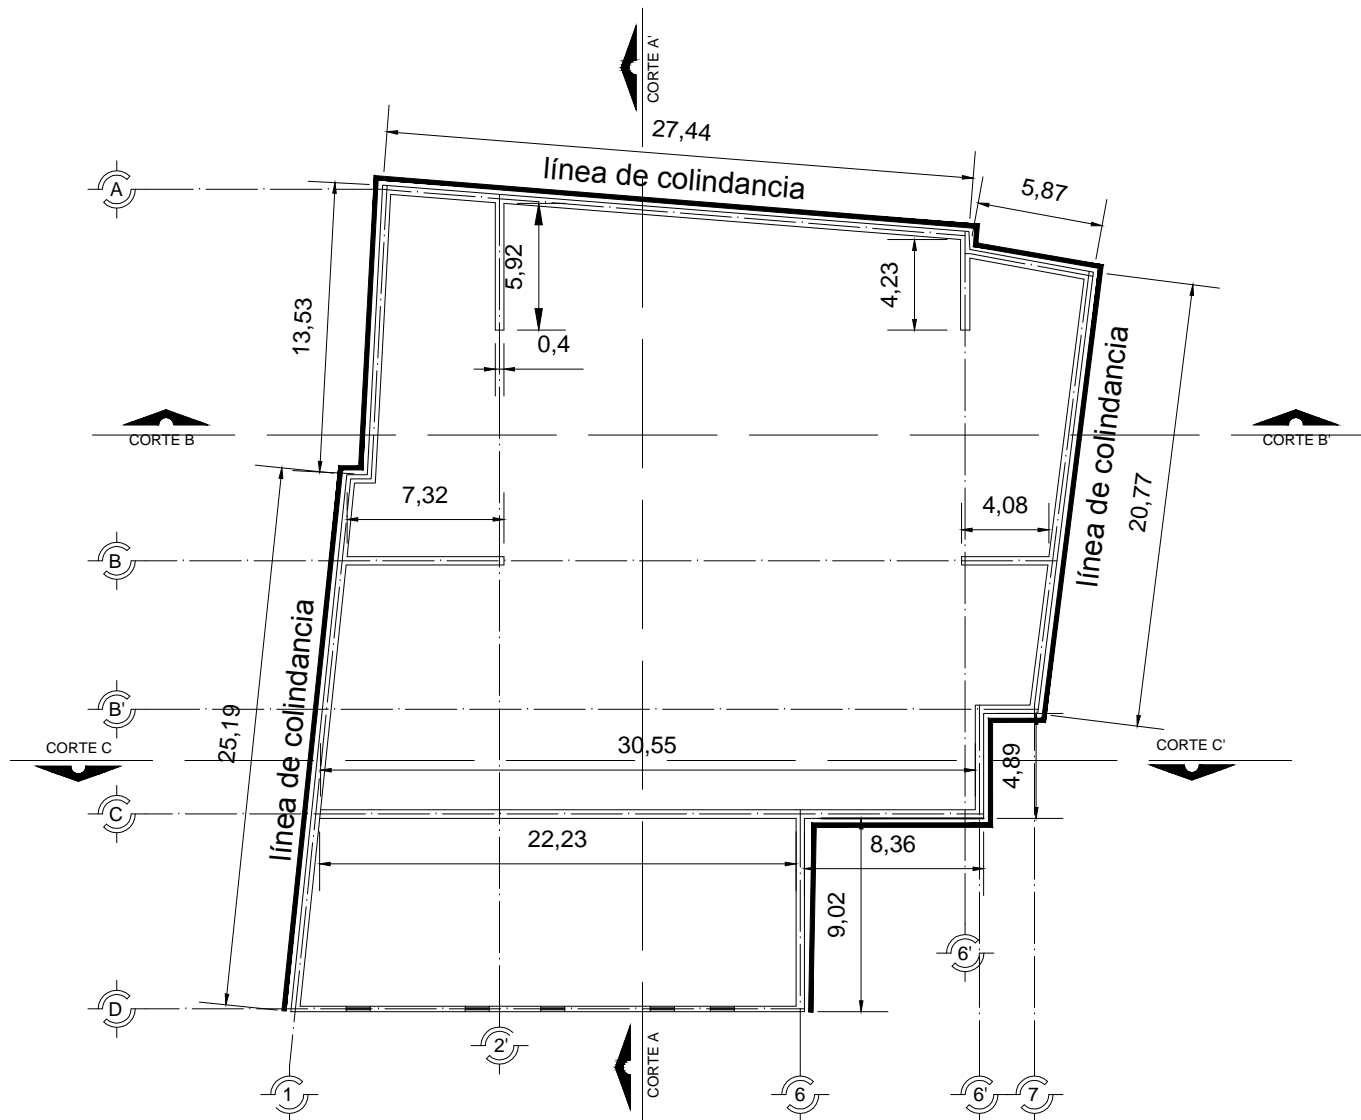 CORTE A'
27,44
línea de colindancia
5,87
A
5,92
4,23
13,53
0,4
línea de colindancia
CORTE B
CORTE B'
7,32
4,08
20,77
B
línea de colindancia
25,19
B'
CORTE C
30,55
4,89
CORTE C'
C
22,23
8,36
9,02
6'
D
2'
CORTE A
1
6
6'
7